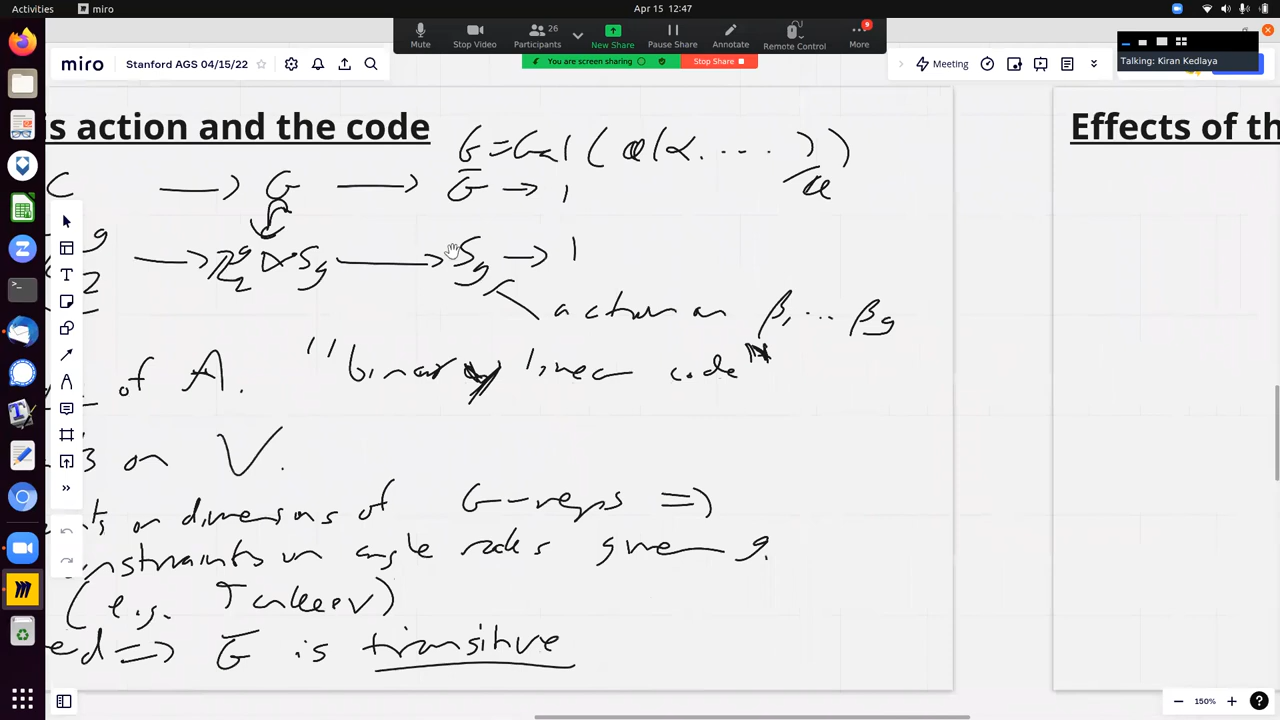 Activities
miro
Apr 15 12:47
Mute
Stop Video
Participants
26
New Share
Pause Share
Annotate
Remote Control
More
9
You are screen sharing
Stop Share
Talking: Kiran Kedlaya
miro
Stanford AGS 04/15/22
Meeting
is action and the code
Effects of th
G = Gal ( Q(α, .... ) )
C → G → G̅ → 1
→ Z₂^g ⋊ S_g → S_g → 1
action on β₁ ... β_g
of A.
"binary linear code"
on V.
on dimensions of G-reps =>
constraints on angle ranks given g.
(e.g. Tankeev)
ed => G̅ is transitive
150%